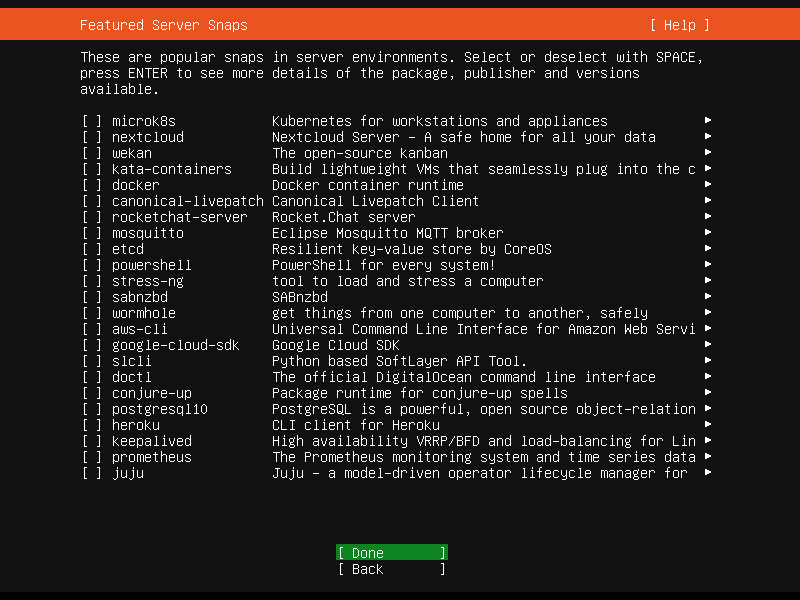 Featured Server Snaps [ Help ]
These are popular snaps in server environments. Select or deselect with SPACE,
press ENTER to see more details of the package, publisher and versions
available.
[ ] microk8s Kubernetes for workstations and appliances ▸
[ ] nextcloud Nextcloud Server - A safe home for all your data ▸
[ ] wekan The open-source kanban ▸
[ ] kata-containers Build lightweight VMs that seamlessly plug into the c ▸
[ ] docker Docker container runtime ▸
[ ] canonical-livepatch Canonical Livepatch Client ▸
[ ] rocketchat-server Rocket.Chat server ▸
[ ] mosquitto Eclipse Mosquitto MQTT broker ▸
[ ] etcd Resilient key-value store by CoreOS ▸
[ ] powershell PowerShell for every system! ▸
[ ] stress-ng tool to load and stress a computer ▸
[ ] sabnzbd SABnzbd ▸
[ ] wormhole get things from one computer to another, safely ▸
[ ] aws-cli Universal Command Line Interface for Amazon Web Servi ▸
[ ] google-cloud-sdk Google Cloud SDK ▸
[ ] slcli Python based SoftLayer API Tool. ▸
[ ] doctl The official DigitalOcean command line interface ▸
[ ] conjure-up Package runtime for conjure-up spells ▸
[ ] postgresql10 PostgreSQL is a powerful, open source object-relation ▸
[ ] heroku CLI client for Heroku ▸
[ ] keepalived High availability VRRP/BFD and load-balancing for Lin ▸
[ ] prometheus The Prometheus monitoring system and time series data ▸
[ ] juju Juju - a model-driven operator lifecycle manager for ▸
[ Done ]
[ Back ]